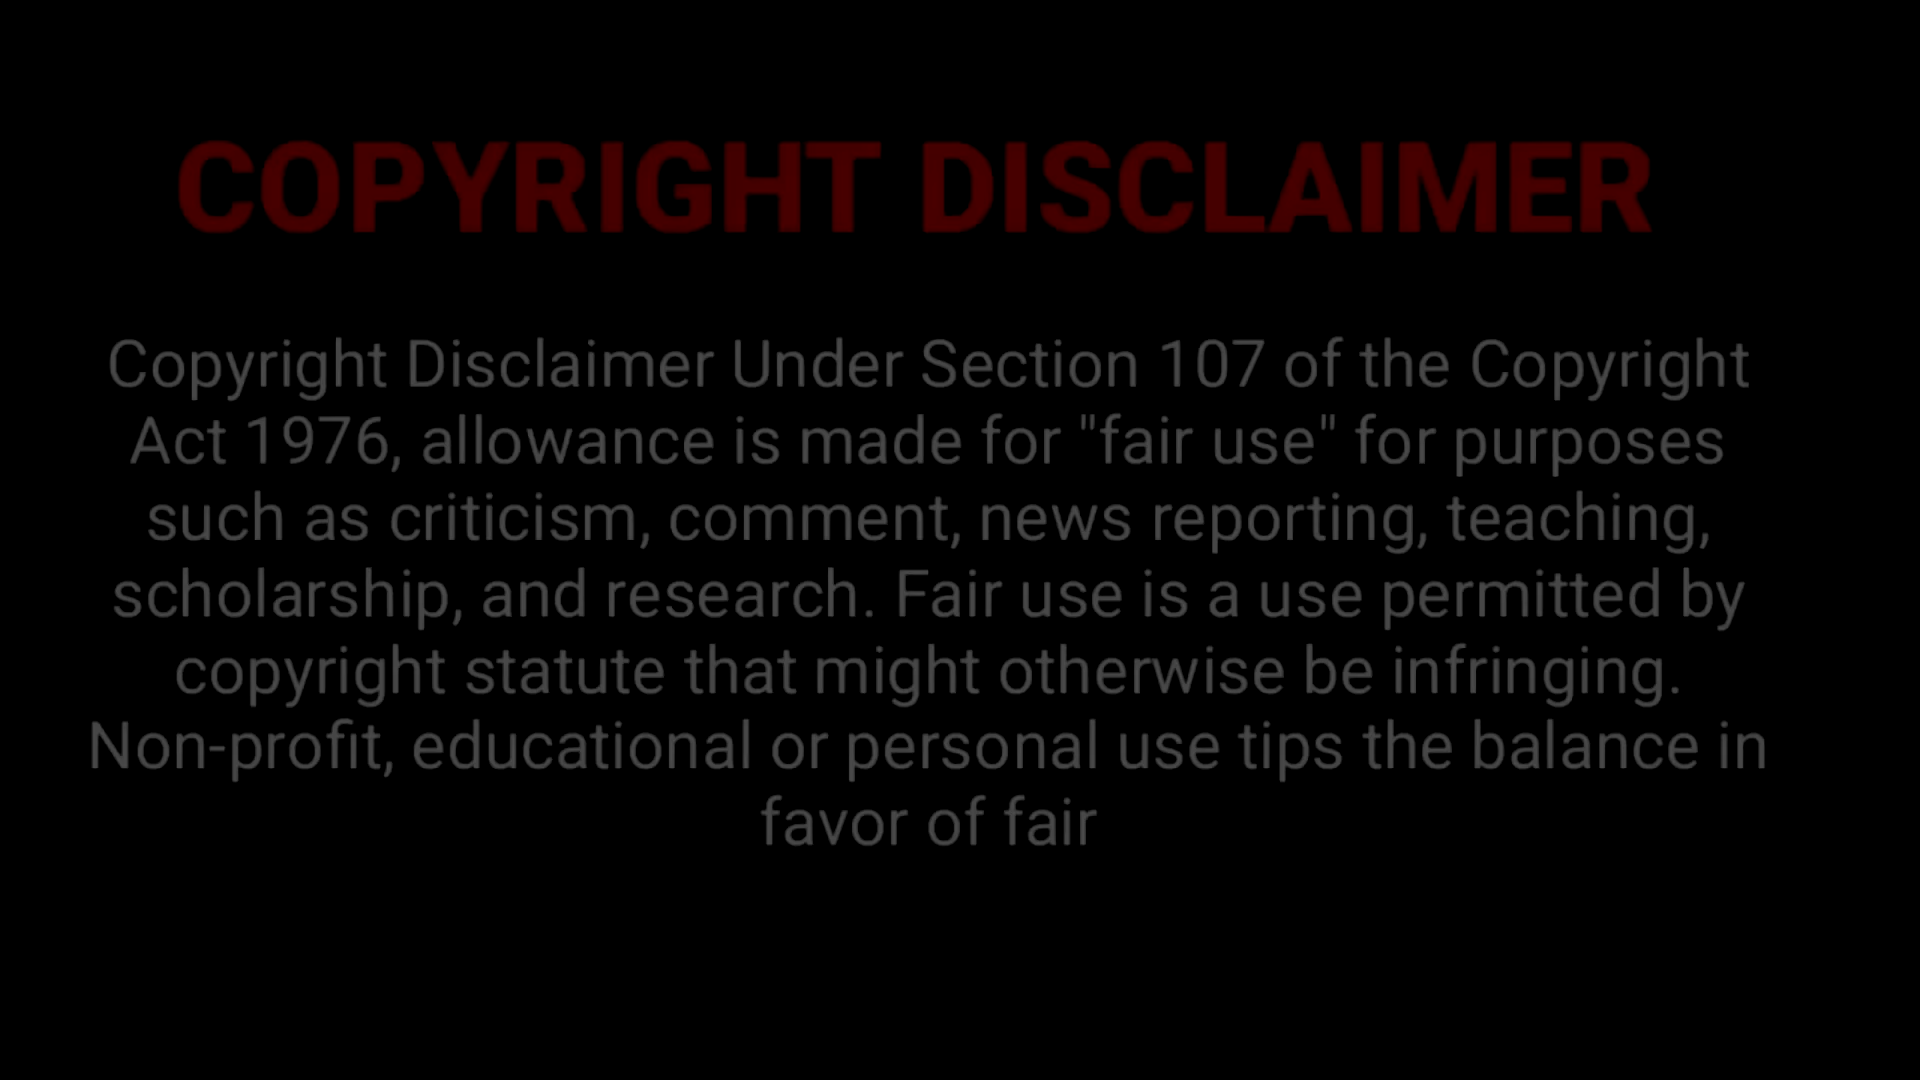 COPYRIGHT DISCLAIMER
Copyright Disclaimer Under Section 107 of the Copyright
Act 1976, allowance is made for "fair use" for purposes
such as criticism, comment, news reporting, teaching,
scholarship, and research. Fair use is a use permitted by
copyright statute that might otherwise be infringing.
Non-profit, educational or personal use tips the balance in
favor of fair